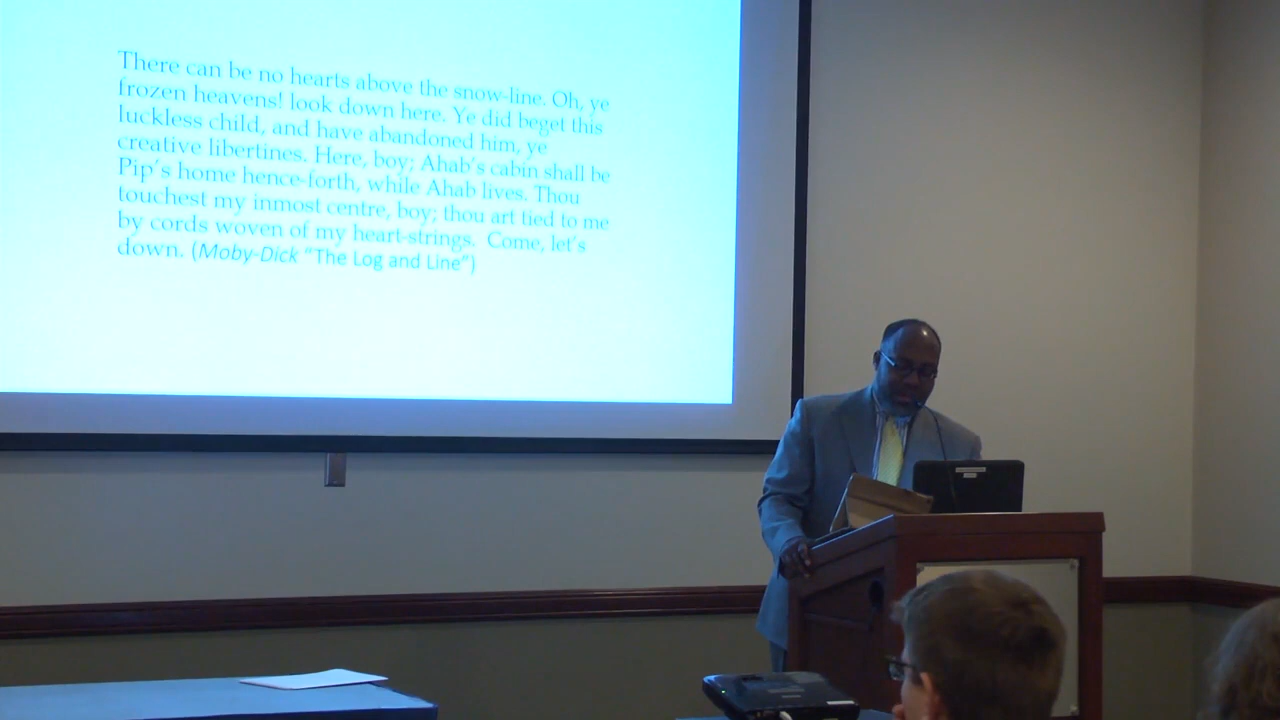 There can be no hearts above the snow-line. Oh, ye
frozen heavens! look down here. Ye did beget this
luckless child, and have abandoned him, ye
creative libertines. Here, boy; Ahab's cabin shall be
Pip's home hence-forth, while Ahab lives. Thou
touchest my inmost centre, boy; thou art tied to me
by cords woven of my heart-strings. Come, let's
down. (Moby-Dick "The Log and Line")